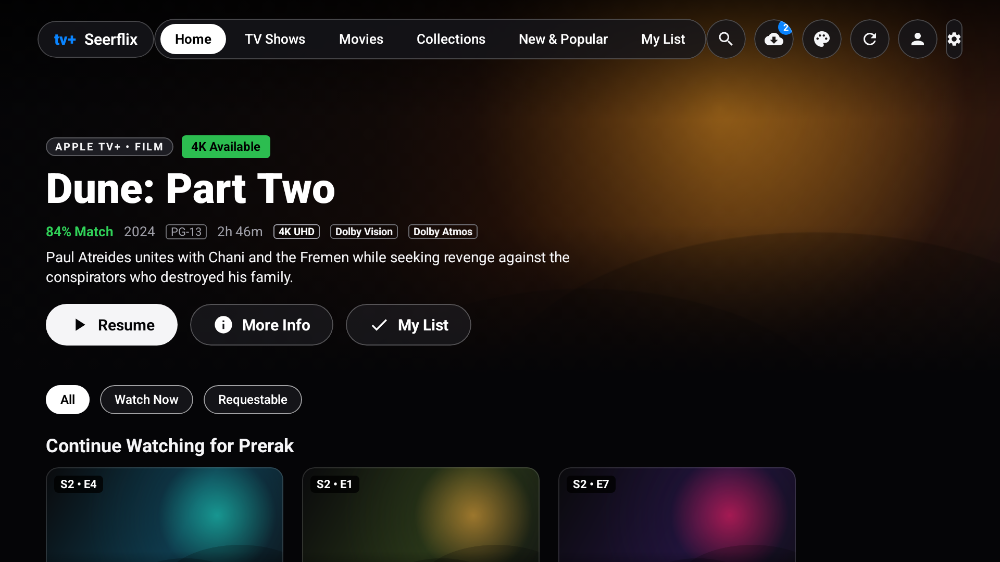 tv+ Seerflix Home TV Shows Movies Collections New & Popular My List 2
APPLE TV+ • FILM 4K Available
Dune: Part Two
84% Match 2024 PG-13 2h 46m 4K UHD Dolby Vision Dolby Atmos
Paul Atreides unites with Chani and the Fremen while seeking revenge against the
conspirators who destroyed his family.
Resume More Info My List
All Watch Now Requestable
Continue Watching for Prerak
S2 • E4 S2 • E1 S2 • E7